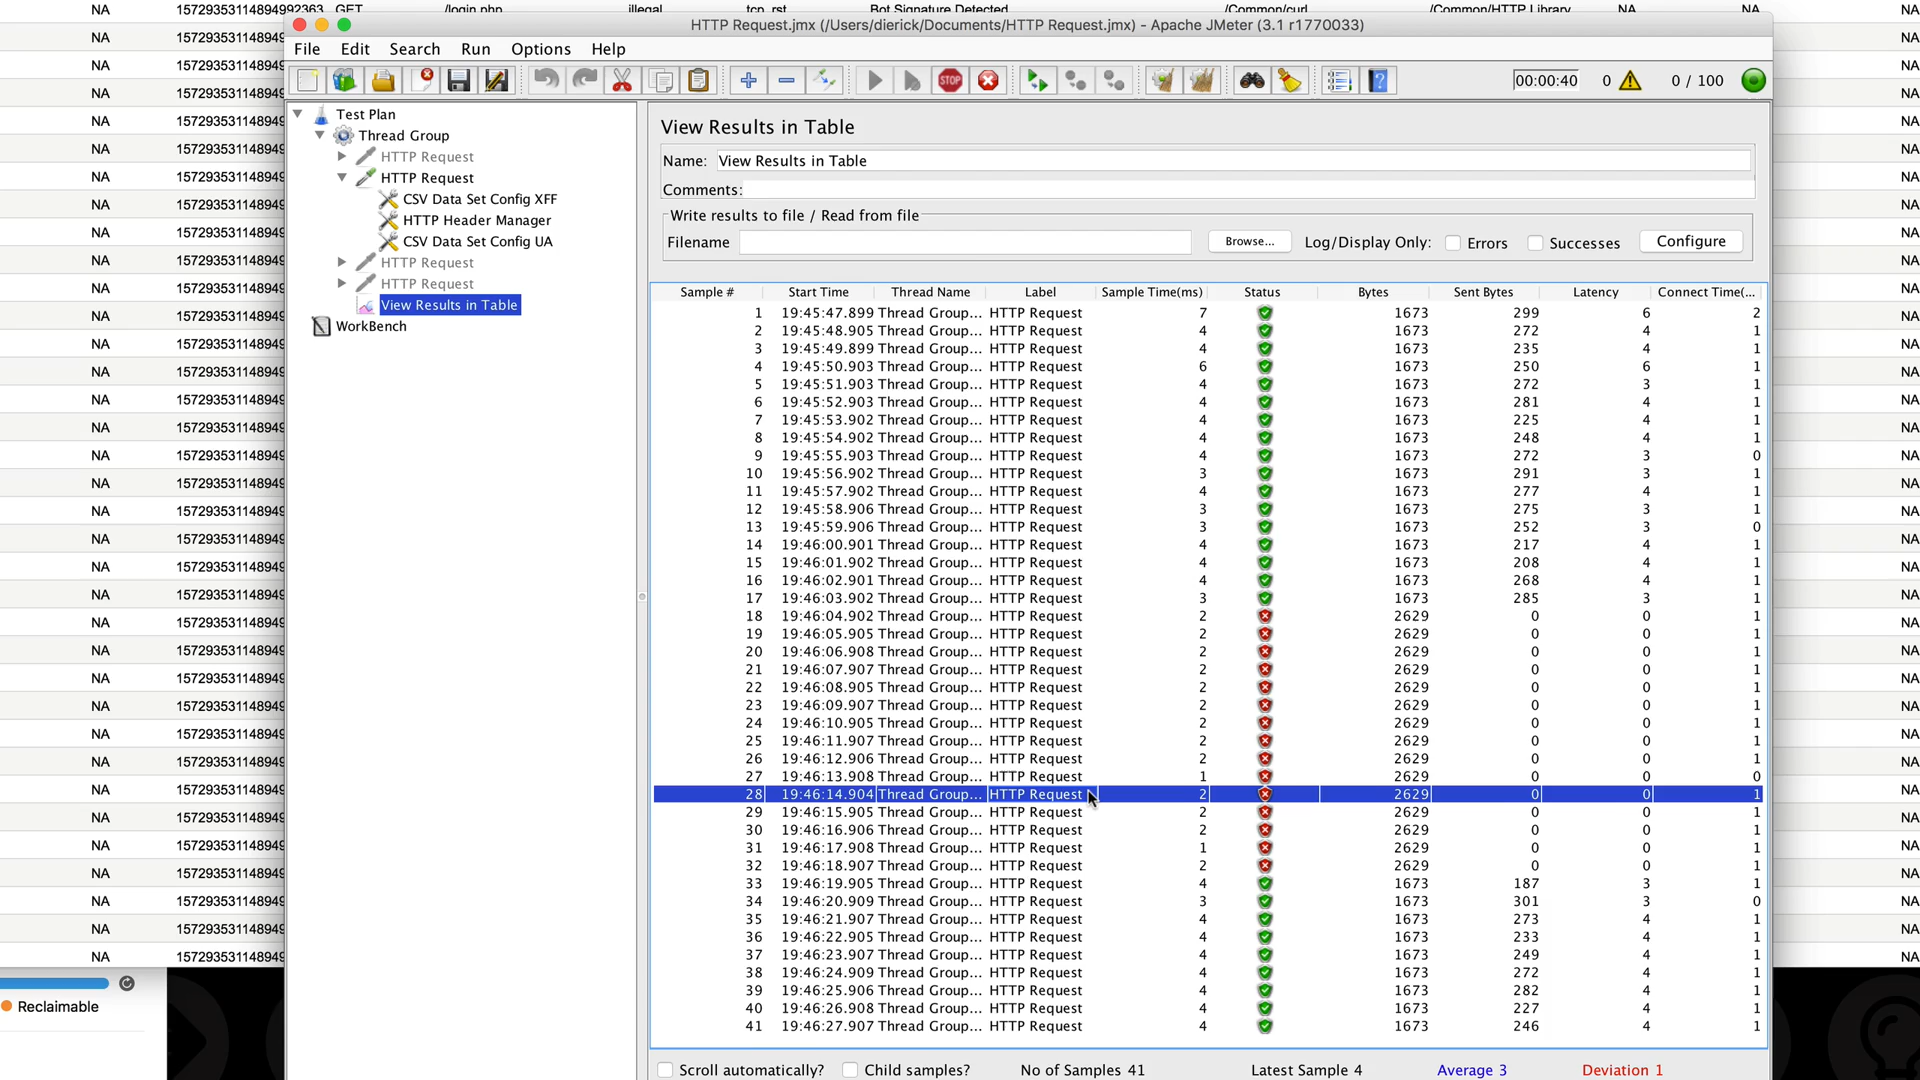 NA 1572935311489499​2363 GET /login.php illegal tcp_rst Bot Signature Detected /Common/curl /Common/HTTP Library NA NA NA
HTTP Request.jmx (/Users/dierick/Documents/HTTP Request.jmx) - Apache JMeter (3.1 r1770033)
File Edit Search Run Options Help
00:00:40 0 0 / 100
Test Plan
Thread Group
HTTP Request
HTTP Request
CSV Data Set Config XFF
HTTP Header Manager
CSV Data Set Config UA
HTTP Request
HTTP Request
View Results in Table
WorkBench
View Results in Table
Name: View Results in Table
Comments:
Write results to file / Read from file
Filename Browse... Log/Display Only: Errors Successes Configure
Sample # Start Time Thread Name Label Sample Time(ms) Status Bytes Sent Bytes Latency Connect Time(...
1 19:45:47.899 Thread Group... HTTP Request 7 1673 299 6 2
2 19:45:48.905 Thread Group... HTTP Request 4 1673 272 4 1
3 19:45:49.899 Thread Group... HTTP Request 4 1673 235 4 1
4 19:45:50.903 Thread Group... HTTP Request 6 1673 250 6 1
5 19:45:51.903 Thread Group... HTTP Request 4 1673 272 3 1
6 19:45:52.903 Thread Group... HTTP Request 4 1673 281 4 1
7 19:45:53.902 Thread Group... HTTP Request 4 1673 225 4 1
8 19:45:54.902 Thread Group... HTTP Request 4 1673 248 4 1
9 19:45:55.903 Thread Group... HTTP Request 4 1673 272 3 0
10 19:45:56.902 Thread Group... HTTP Request 3 1673 291 3 1
11 19:45:57.902 Thread Group... HTTP Request 4 1673 277 4 1
12 19:45:58.906 Thread Group... HTTP Request 3 1673 275 3 1
13 19:45:59.906 Thread Group... HTTP Request 3 1673 252 3 0
14 19:46:00.901 Thread Group... HTTP Request 4 1673 217 4 1
15 19:46:01.902 Thread Group... HTTP Request 4 1673 208 4 1
16 19:46:02.901 Thread Group... HTTP Request 4 1673 268 4 1
17 19:46:03.902 Thread Group... HTTP Request 3 1673 285 3 1
18 19:46:04.902 Thread Group... HTTP Request 2 2629 0 0 1
19 19:46:05.905 Thread Group... HTTP Request 2 2629 0 0 1
20 19:46:06.908 Thread Group... HTTP Request 2 2629 0 0 1
21 19:46:07.907 Thread Group... HTTP Request 2 2629 0 0 1
22 19:46:08.905 Thread Group... HTTP Request 2 2629 0 0 1
23 19:46:09.907 Thread Group... HTTP Request 2 2629 0 0 1
24 19:46:10.905 Thread Group... HTTP Request 2 2629 0 0 1
25 19:46:11.907 Thread Group... HTTP Request 2 2629 0 0 1
26 19:46:12.906 Thread Group... HTTP Request 2 2629 0 0 1
27 19:46:13.908 Thread Group... HTTP Request 1 2629 0 0 0
28 19:46:14.904 Thread Group... HTTP Request 2 2629 0 0 1
29 19:46:15.905 Thread Group... HTTP Request 2 2629 0 0 1
30 19:46:16.906 Thread Group... HTTP Request 2 2629 0 0 1
31 19:46:17.908 Thread Group... HTTP Request 1 2629 0 0 1
32 19:46:18.907 Thread Group... HTTP Request 2 2629 0 0 1
33 19:46:19.905 Thread Group... HTTP Request 4 1673 187 3 1
34 19:46:20.909 Thread Group... HTTP Request 3 1673 301 3 0
35 19:46:21.907 Thread Group... HTTP Request 4 1673 273 4 1
36 19:46:22.905 Thread Group... HTTP Request 4 1673 233 4 1
37 19:46:23.907 Thread Group... HTTP Request 4 1673 249 4 1
38 19:46:24.909 Thread Group... HTTP Request 4 1673 272 4 1
39 19:46:25.906 Thread Group... HTTP Request 4 1673 282 4 1
40 19:46:26.908 Thread Group... HTTP Request 4 1673 227 4 1
41 19:46:27.907 Thread Group... HTTP Request 4 1673 246 4 1
Scroll automatically? Child samples? No of Samples 41 Latest Sample 4 Average 3 Deviation 1
Reclaimable